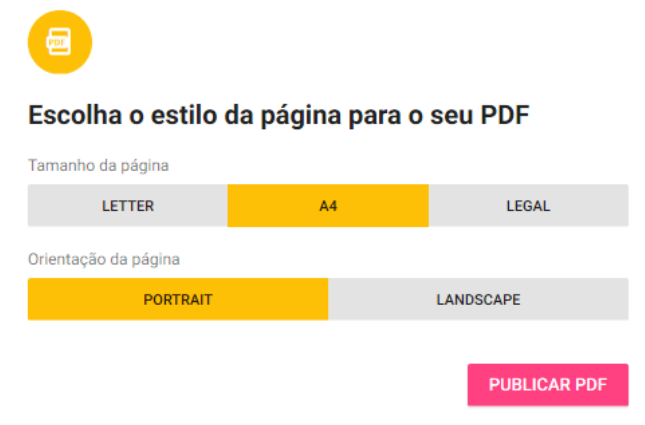 PDF
Escolha o estilo da página para o seu PDF
Tamanho da página
LETTER A4 LEGAL
Orientação da página
PORTRAIT LANDSCAPE
PUBLICAR PDF